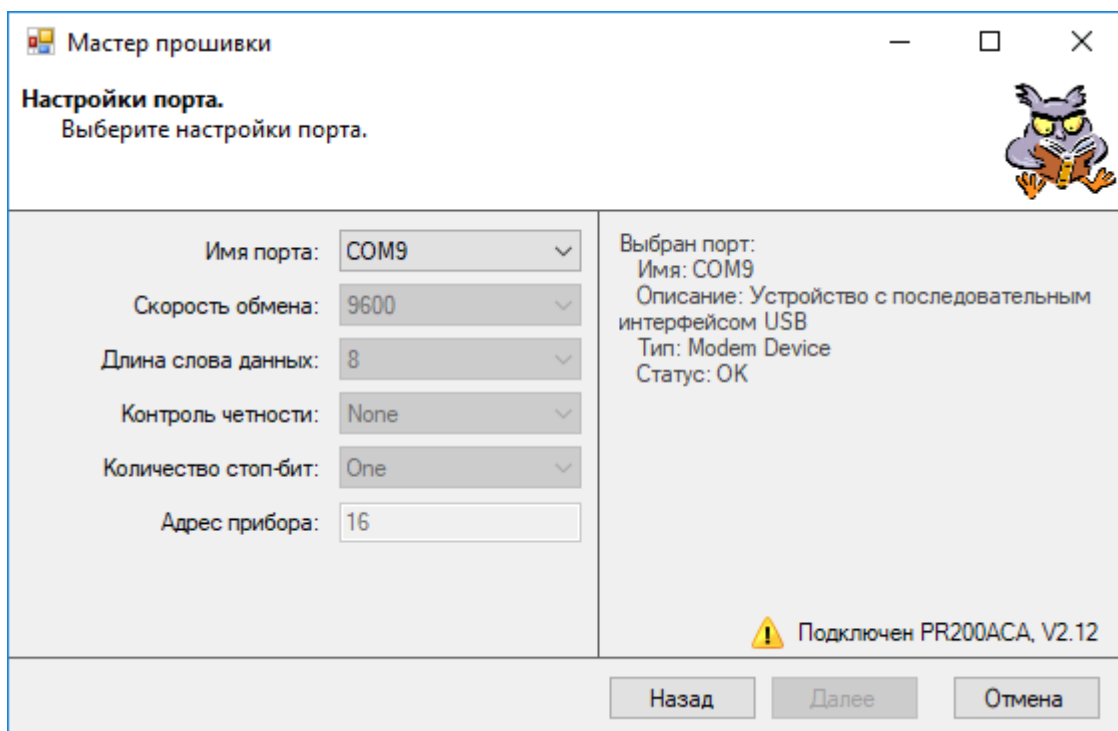 Мастер прошивки
Настройки порта.
Выберите настройки порта.
Имя порта: COM9
Скорость обмена: 9600
Длина слова данных: 8
Контроль четности: None
Количество стоп-бит: One
Адрес прибора: 16
Выбран порт:
Имя: COM9
Описание: Устройство с последовательным
интерфейсом USB
Тип: Modem Device
Статус: OK
Подключен PR200ACA, V2.12
Назад
Далее
Отмена